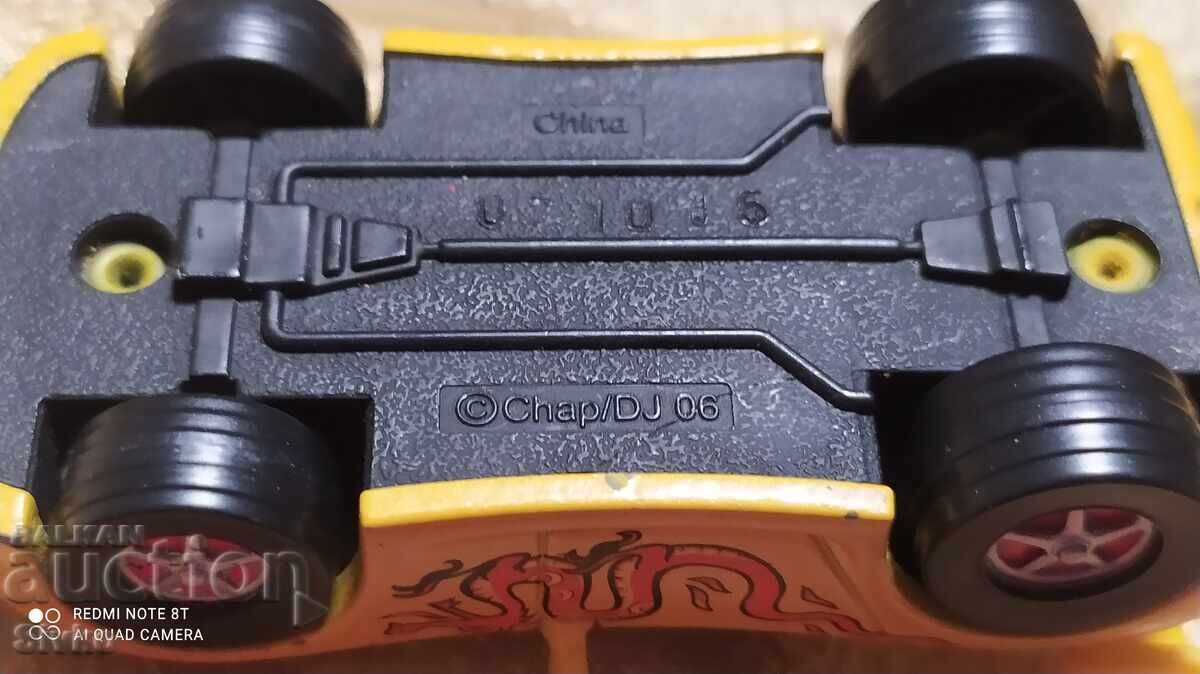 China
©Chap/DJ 06
BALKAN
auction
REDMI NOTE 8T
AI QUAD CAMERA